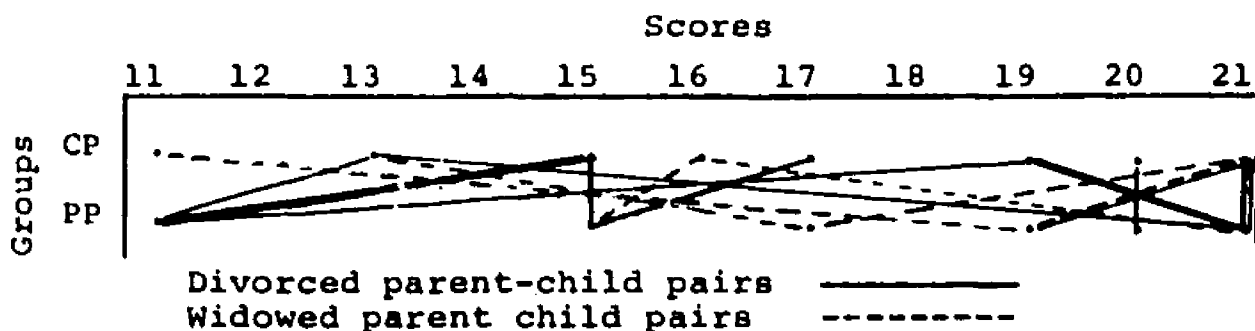 Scores
11 12 13 14 15 16 17 18 19 20 21
Groups
CP
PP
Divorced parent-child pairs
Widowed parent child pairs